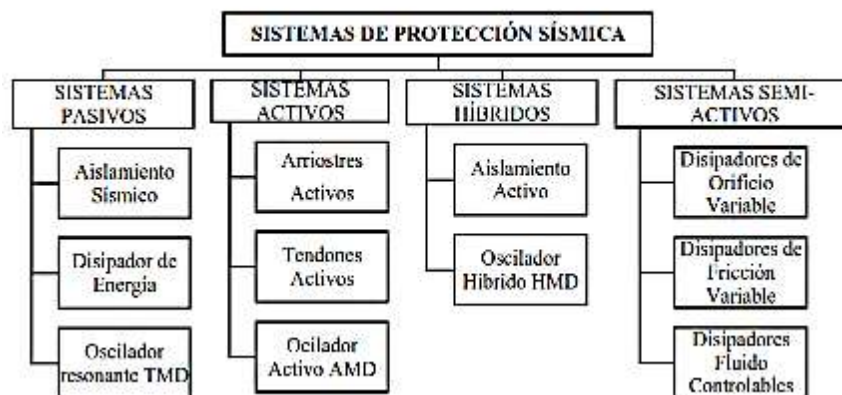 SISTEMAS DE PROTECCIÓN SÍSMICA
SISTEMAS
PASIVOS
Aislamiento
Sísmico
Disipador de
Energía
Oscilador
resonante TMD
SISTEMAS
ACTIVOS
Arriostres
Activos
Tendones
Activos
Ocilador
Activo AMD
SISTEMAS
HÍBRIDOS
Aislamiento
Activo
Oscilador
Hibrido HMD
SISTEMAS SEMI-
ACTIVOS
Disipadores de
Orificio
Variable
Disipadores de
Fricción
Variable
Disipadores
Fluido
Controlables